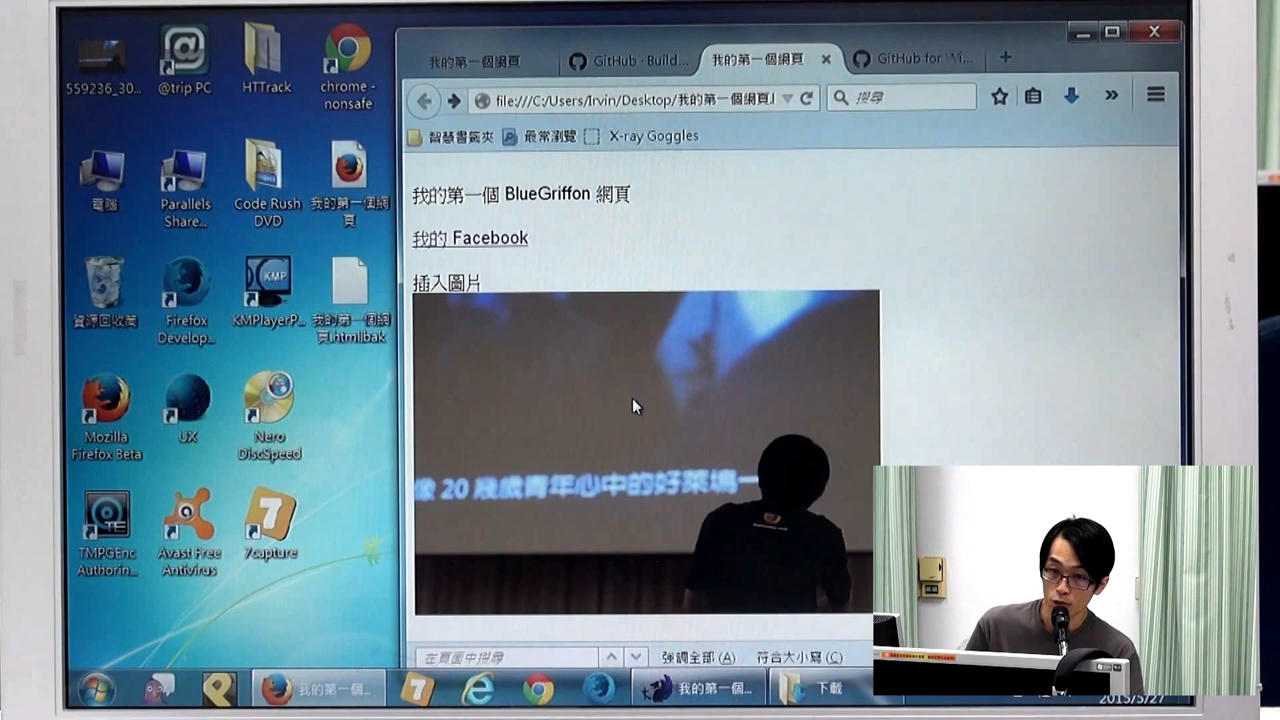 559236_30...
@trip PC
HTTrack
chrome - nonsafe
電腦
Parallels Share...
Code Rush DVD
我的第一個網頁
資源回收筒
Firefox Develop...
KMPlayerP...
我的第一個網頁.html.bak
KMP
Mozilla Firefox Beta
UX
Nero DiscSpeed
TE
TMPGEnc Authorin...
Avast Free Antivirus
7
7capture
我的第一個網頁
GitHub · Build...
我的第一個網頁
GitHub for Wi...
file:///C:/Users/Irvin/Desktop/我的第一個網頁.l
搜尋
智慧書籤夾
最常瀏覽
X-ray Goggles
我的第一個 BlueGriffon 網頁
我的 Facebook
插入圖片
像 20 幾歲青年心中的好萊塢一
在頁面中搜尋
強調全部 (A)
符合大小寫 (C)
我的第一個...
7
我的第一個...
下載
2015/5/27